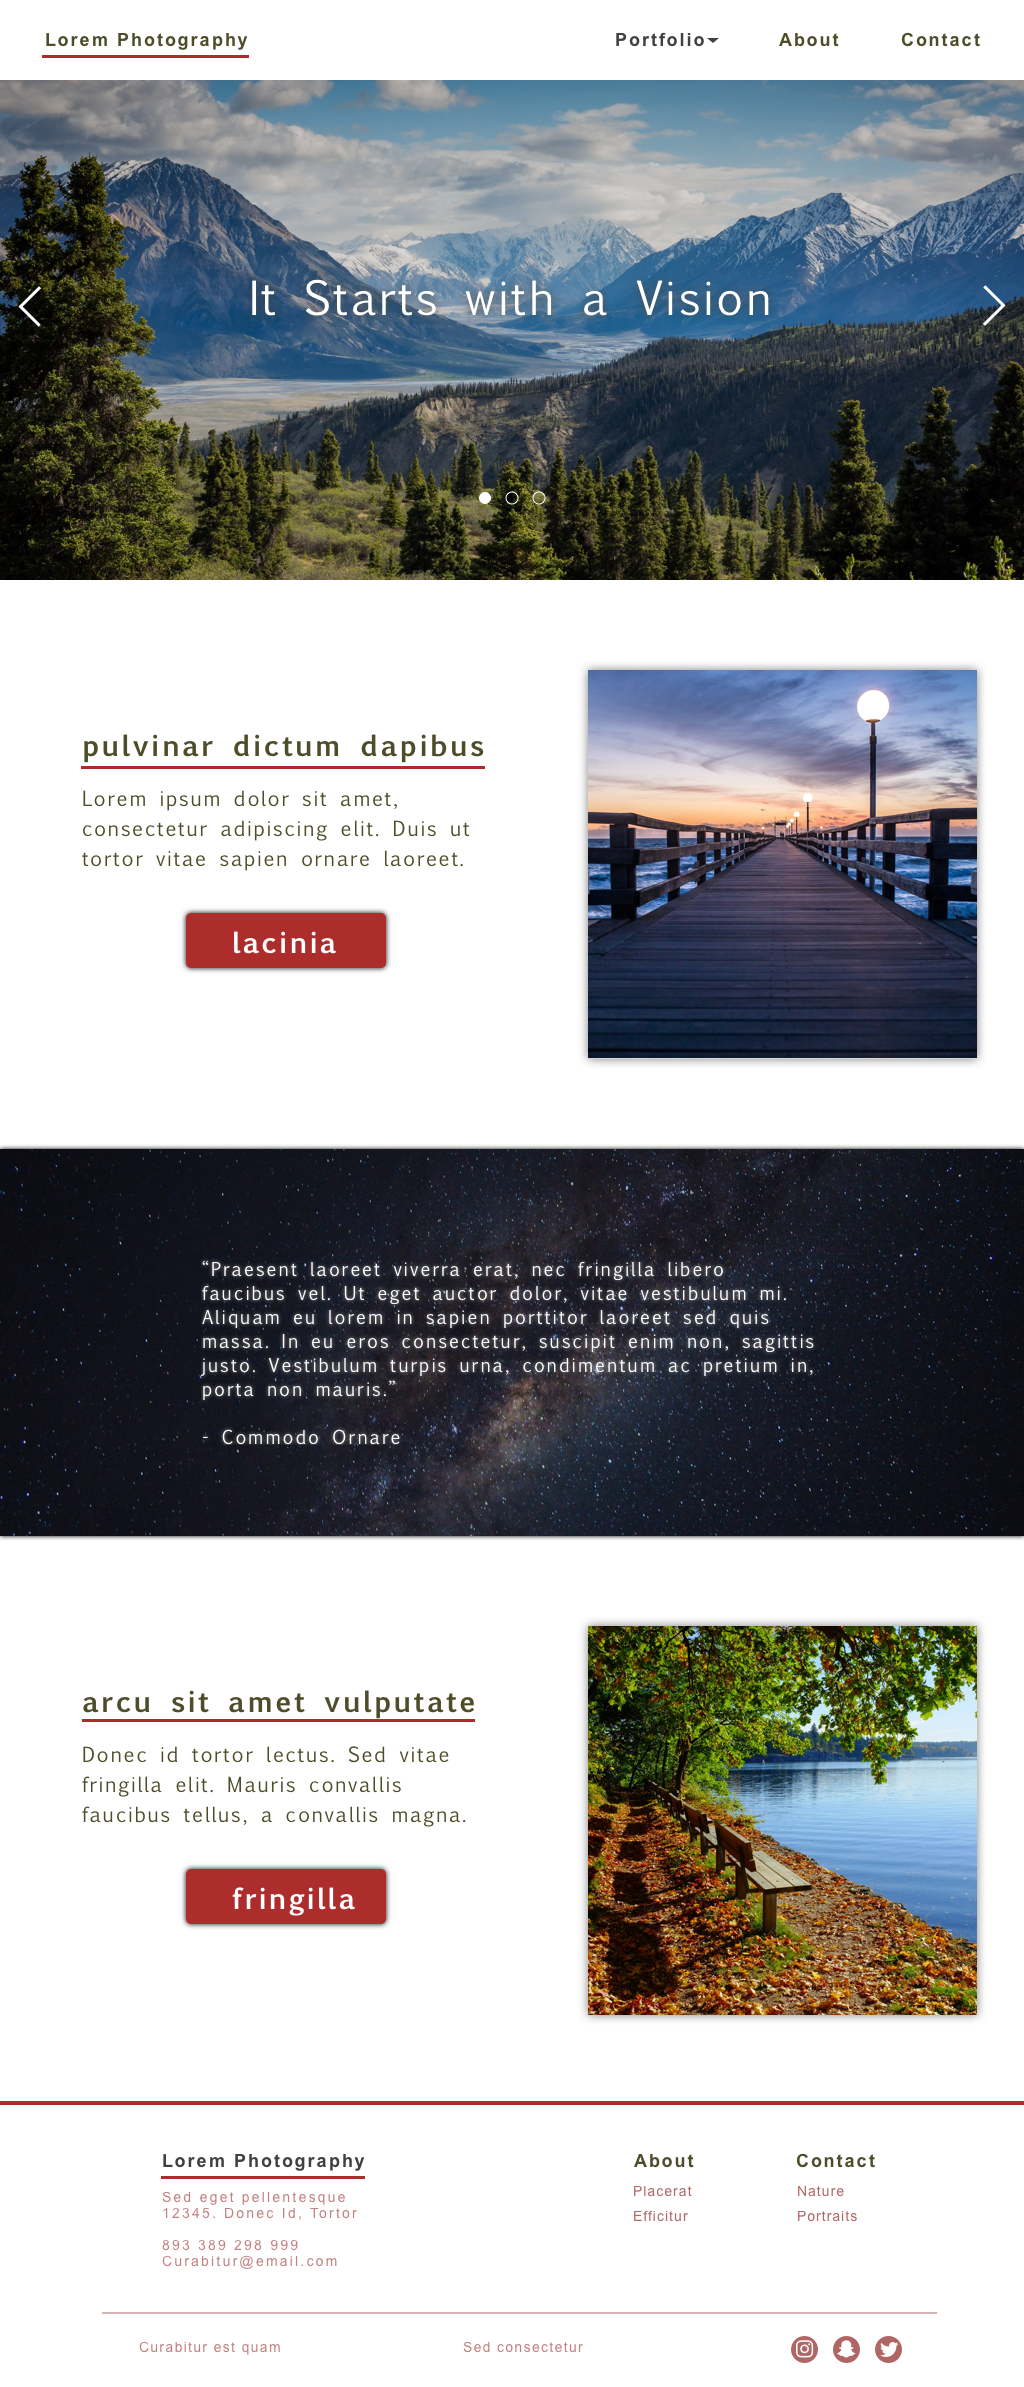 Lorem Photography
Portfolio
About
Contact
It Starts with a Vision
pulvinar dictum dapibus
Lorem ipsum dolor sit amet,
consectetur adipiscing elit. Duis ut
tortor vitae sapien ornare laoreet.
lacinia
“Praesent laoreet viverra erat, nec fringilla libero
faucibus vel. Ut eget auctor dolor, vitae vestibulum mi.
Aliquam eu lorem in sapien porttitor laoreet sed quis
massa. In eu eros consectetur, suscipit enim non, sagittis
justo. Vestibulum turpis urna, condimentum ac pretium in,
porta non mauris.”
- Commodo Ornare
arcu sit amet vulputate
Donec id tortor lectus. Sed vitae
fringilla elit. Mauris convallis
faucibus tellus, a convallis magna.
fringilla
Lorem Photography
Sed eget pellentesque
12345. Donec Id, Tortor
893 389 298 999
Curabitur@email.com
About
Placerat
Efficitur
Contact
Nature
Portraits
Curabitur est quam
Sed consectetur